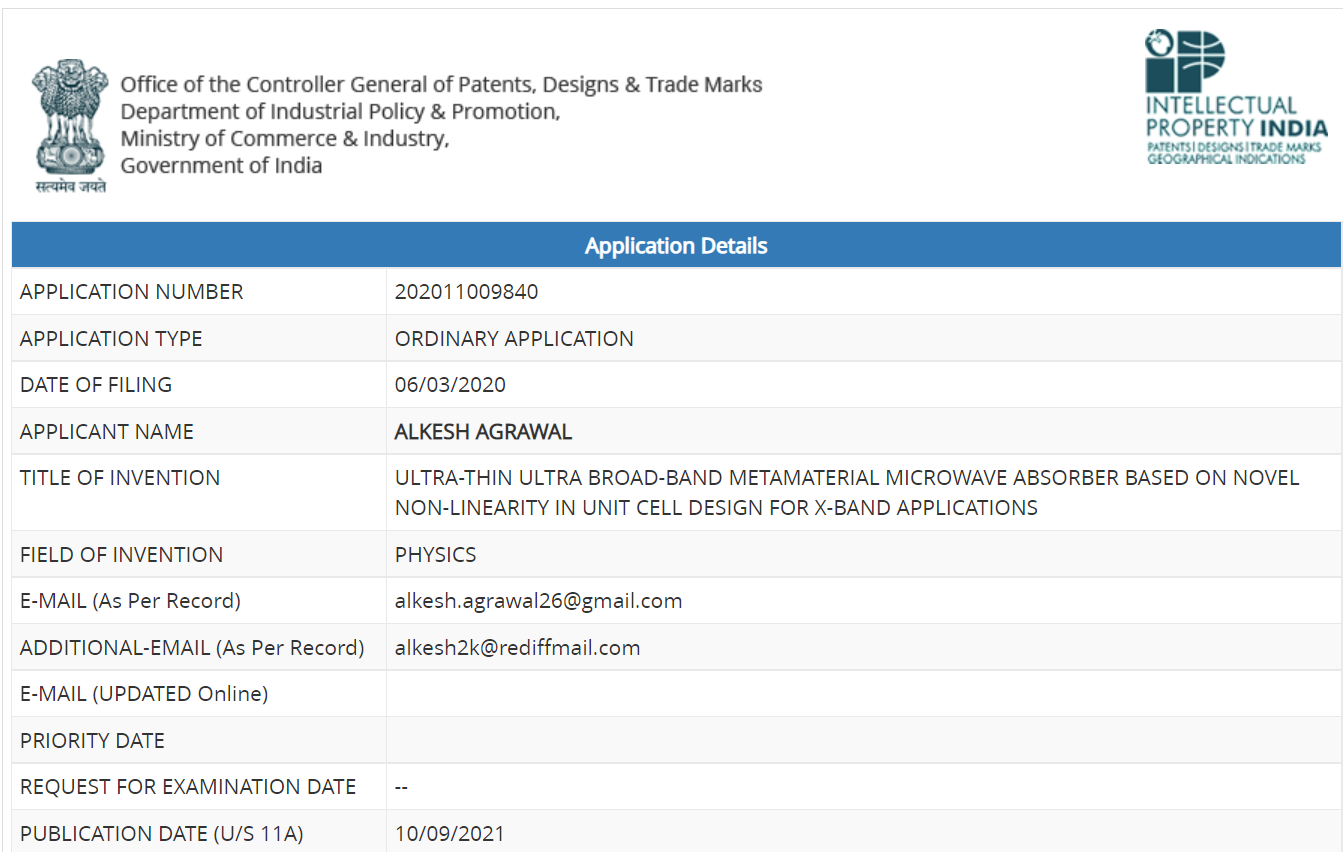 Office of the Controller General of Patents, Designs & Trade Marks
Department of Industrial Policy & Promotion,
Ministry of Commerce & Industry,
Government of India
सत्यमेव जयते
INTELLECTUAL
PROPERTY INDIA
PATENTS | DESIGNS | TRADE MARKS
GEOGRAPHICAL INDICATIONS
Application Details
APPLICATION NUMBER 202011009840
APPLICATION TYPE ORDINARY APPLICATION
DATE OF FILING 06/03/2020
APPLICANT NAME ALKESH AGRAWAL
TITLE OF INVENTION ULTRA-THIN ULTRA BROAD-BAND METAMATERIAL MICROWAVE ABSORBER BASED ON NOVEL
NON-LINEARITY IN UNIT CELL DESIGN FOR X-BAND APPLICATIONS
FIELD OF INVENTION PHYSICS
E-MAIL (As Per Record) alkesh.agrawal26@gmail.com
ADDITIONAL-EMAIL (As Per Record) alkesh2k@rediffmail.com
E-MAIL (UPDATED Online)
PRIORITY DATE
REQUEST FOR EXAMINATION DATE --
PUBLICATION DATE (U/S 11A) 10/09/2021